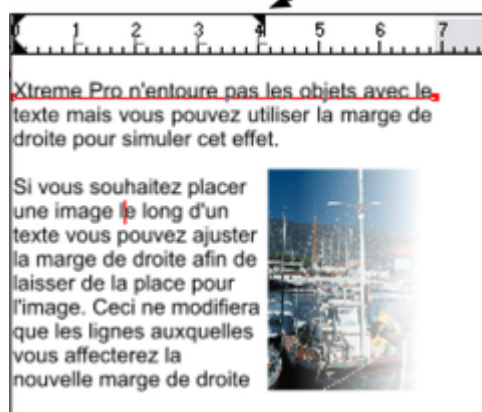 0 1 2 3 4 5 6 7
Xtreme Pro n'entoure pas les objets avec le
texte mais vous pouvez utiliser la marge de
droite pour simuler cet effet.
Si vous souhaitez placer
une image le long d'un
texte vous pouvez ajuster
la marge de droite afin de
laisser de la place pour
l'image. Ceci ne modifiera
que les lignes auxquelles
vous affecterez la
nouvelle marge de droite